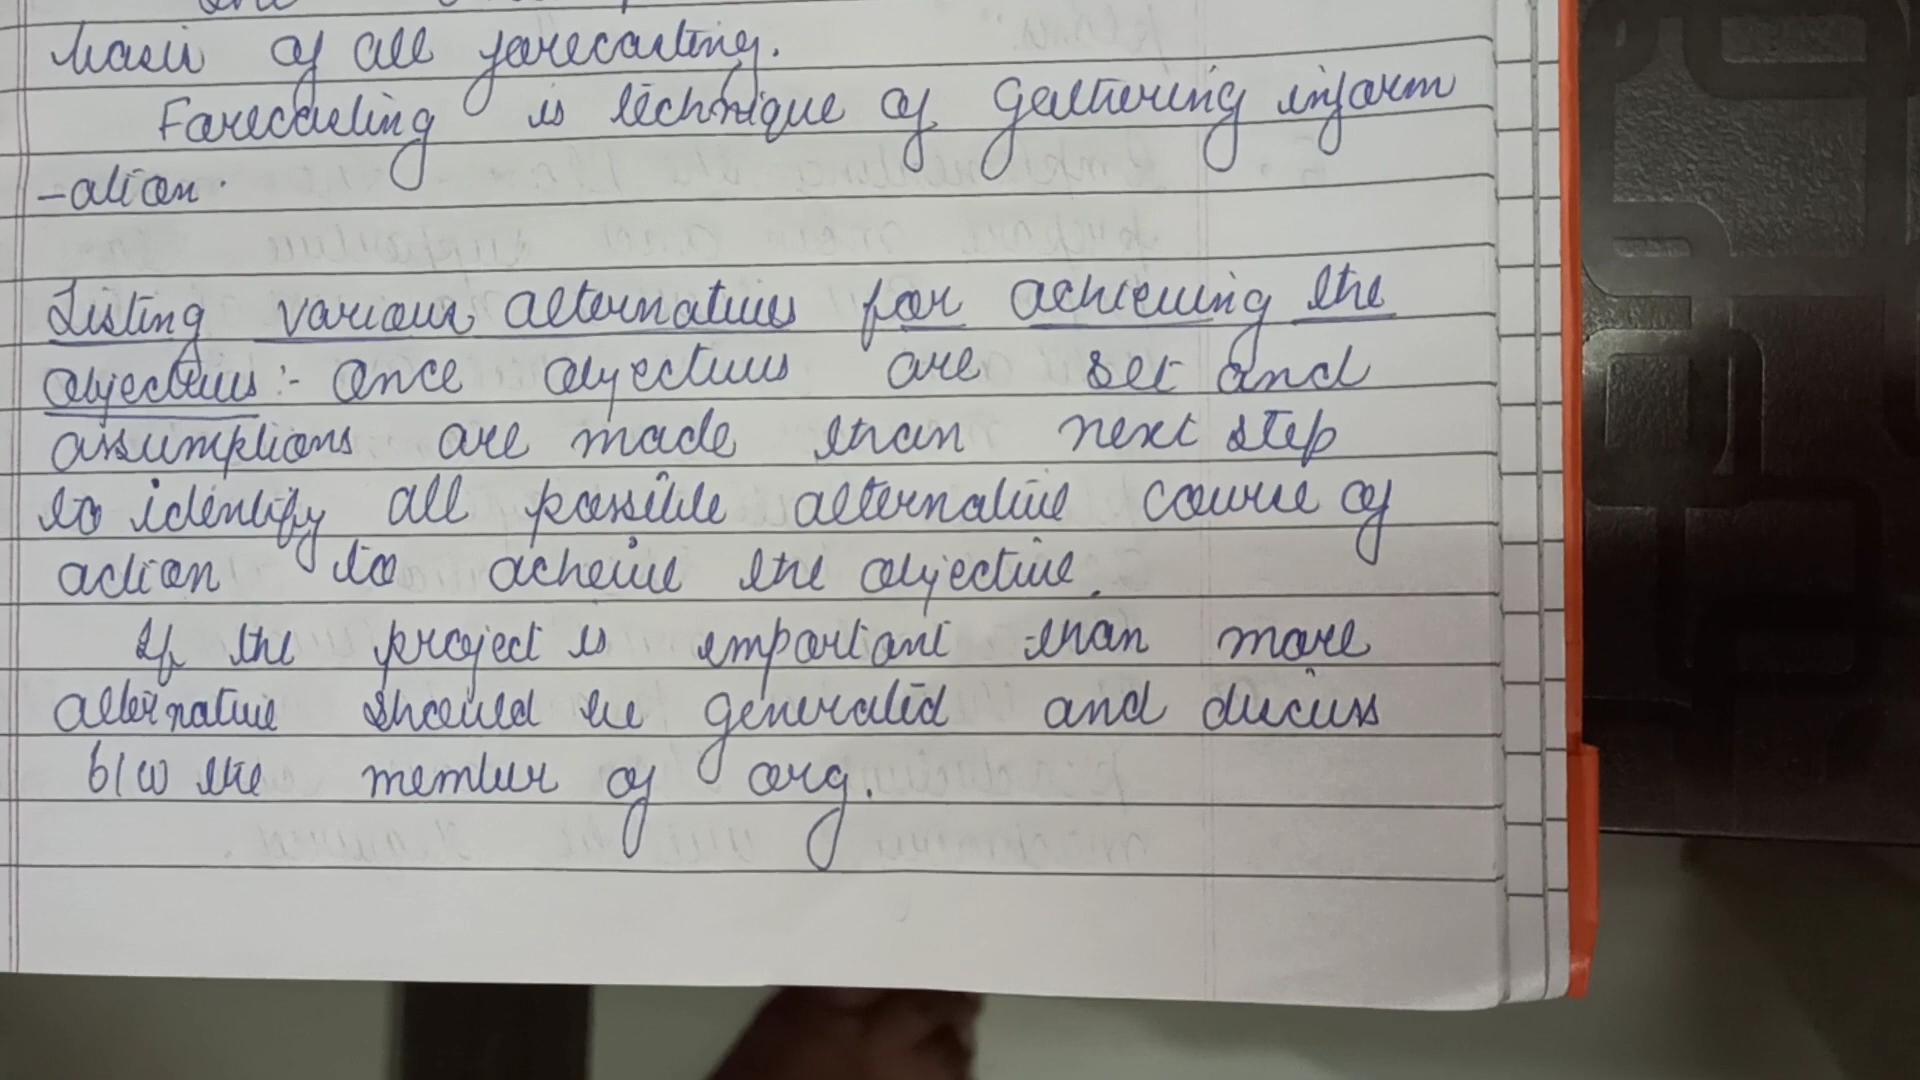 basis of all forecasting.
Forecasting is technique of gathering inform
-ation.
Listing various alternatives for achieving the
objectives :- once objectives are set and
assumptions are made than next step
to identify all possible alternative course of
action to acheive the objective.
If the project is important than more
alternative should be generated and discuss
b/w the member of org.